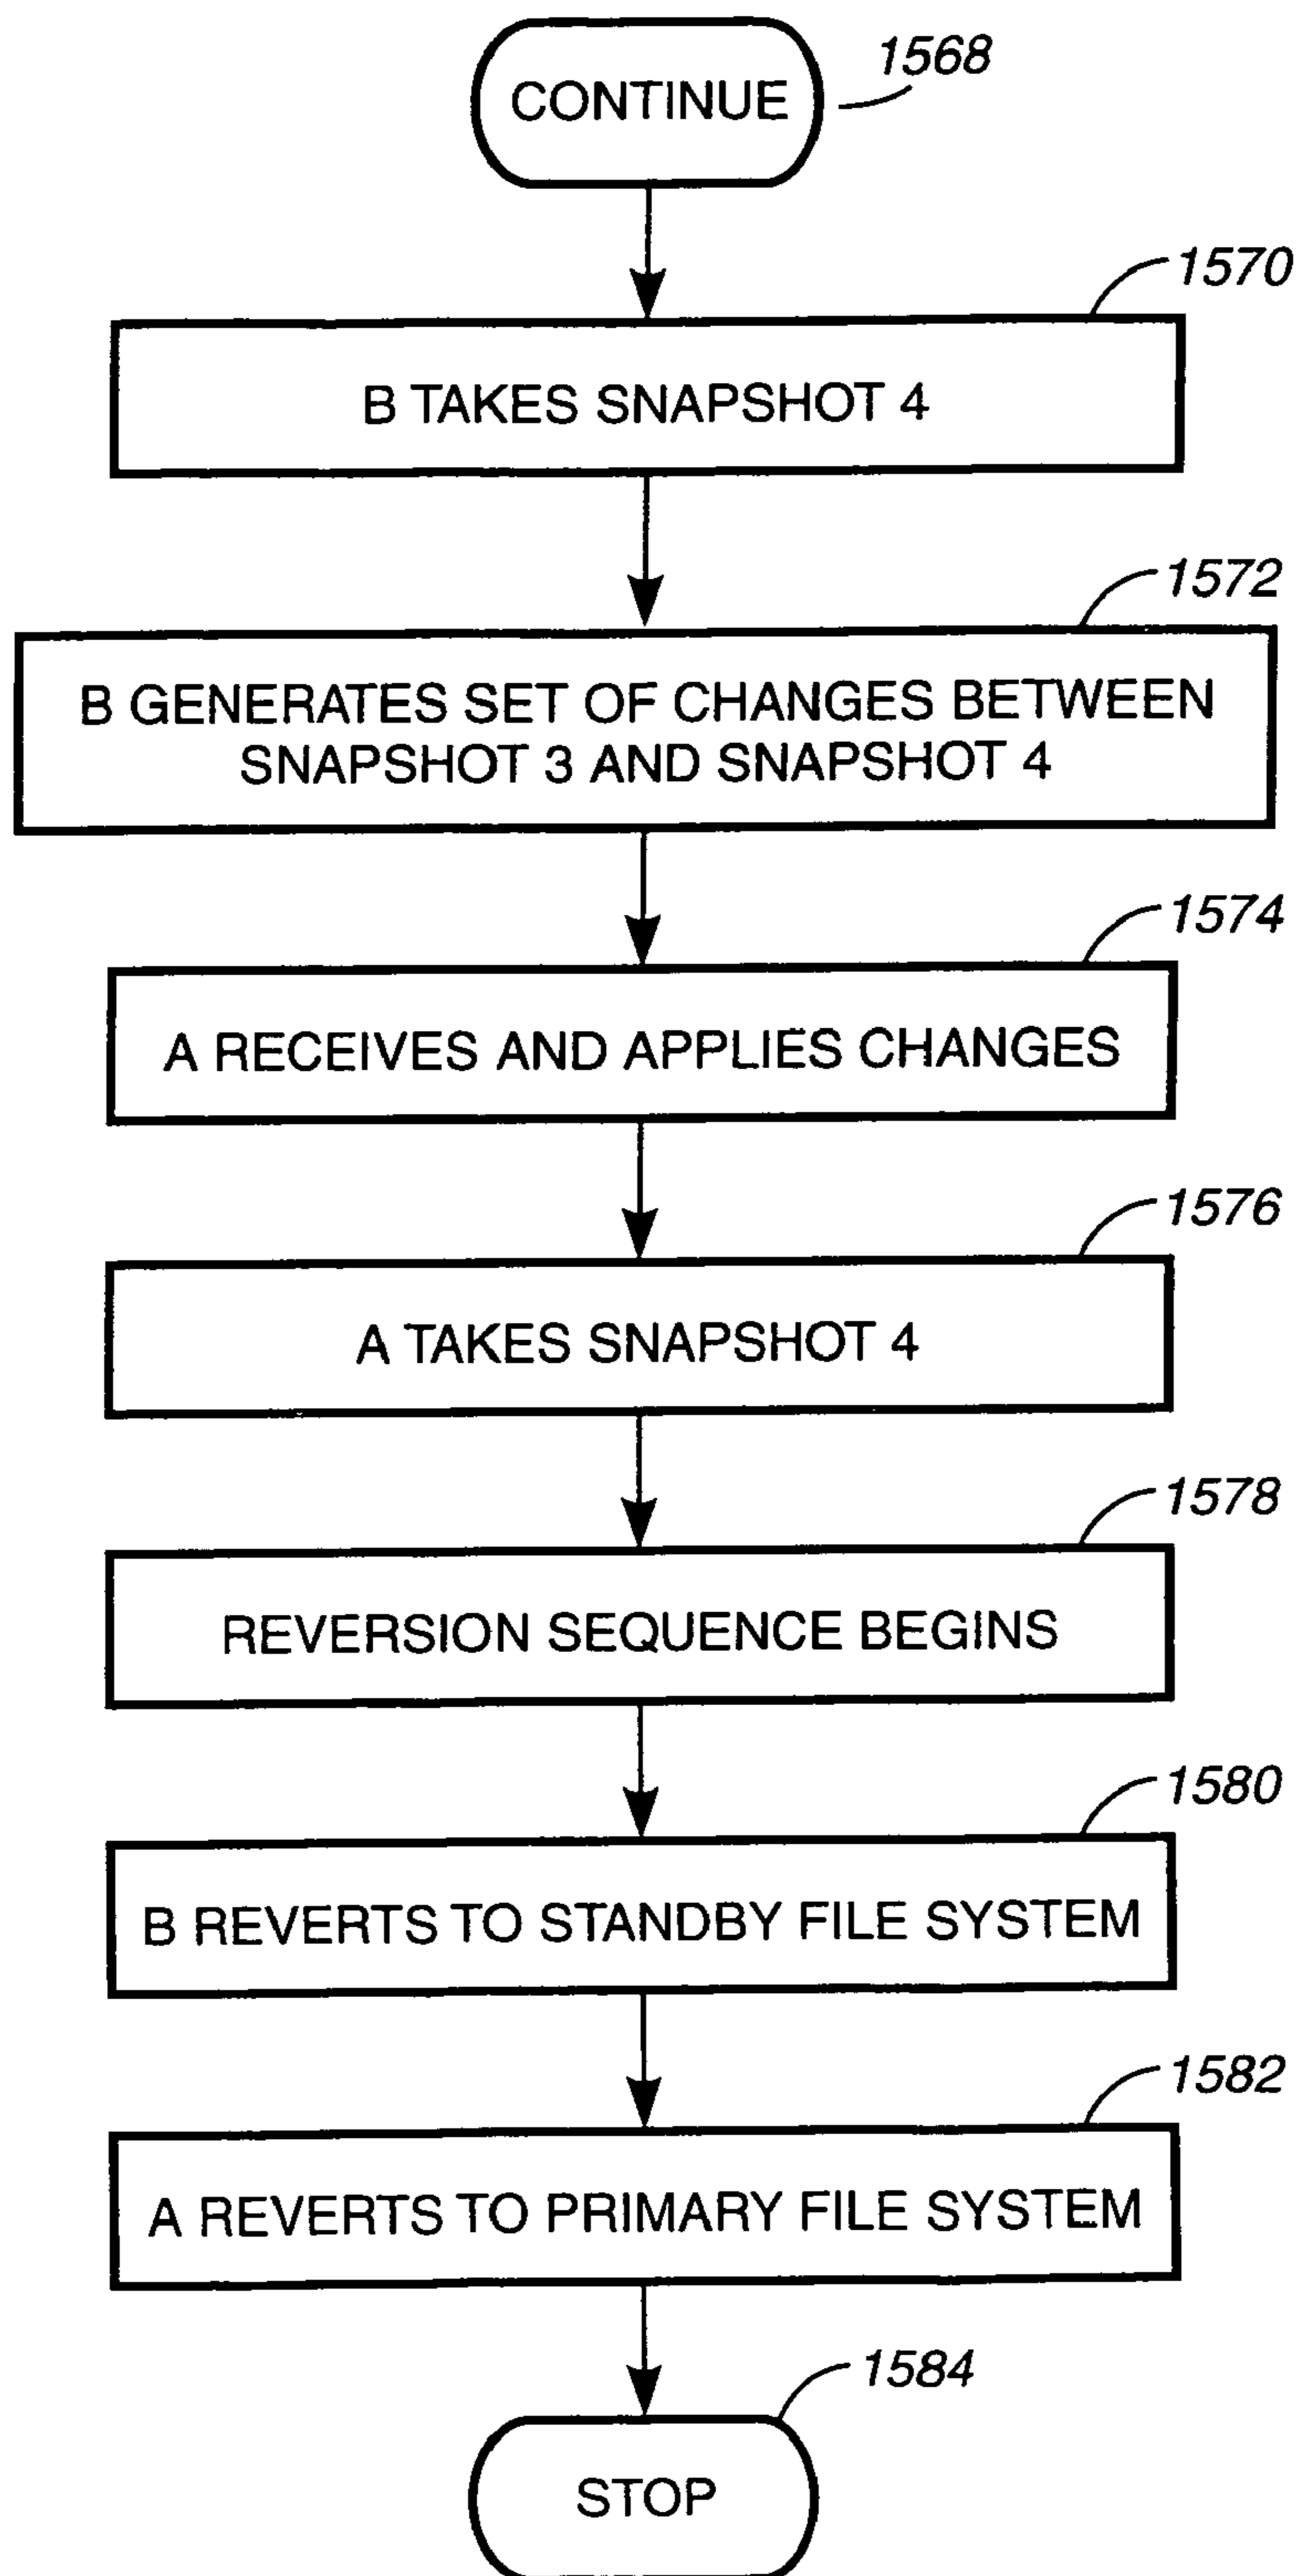 CONTINUE
1568
1570
B TAKES SNAPSHOT 4
1572
B GENERATES SET OF CHANGES BETWEEN
SNAPSHOT 3 AND SNAPSHOT 4
1574
A RECEIVES AND APPLIES CHANGES
1576
A TAKES SNAPSHOT 4
1578
REVERSION SEQUENCE BEGINS
1580
B REVERTS TO STANDBY FILE SYSTEM
1582
A REVERTS TO PRIMARY FILE SYSTEM
1584
STOP